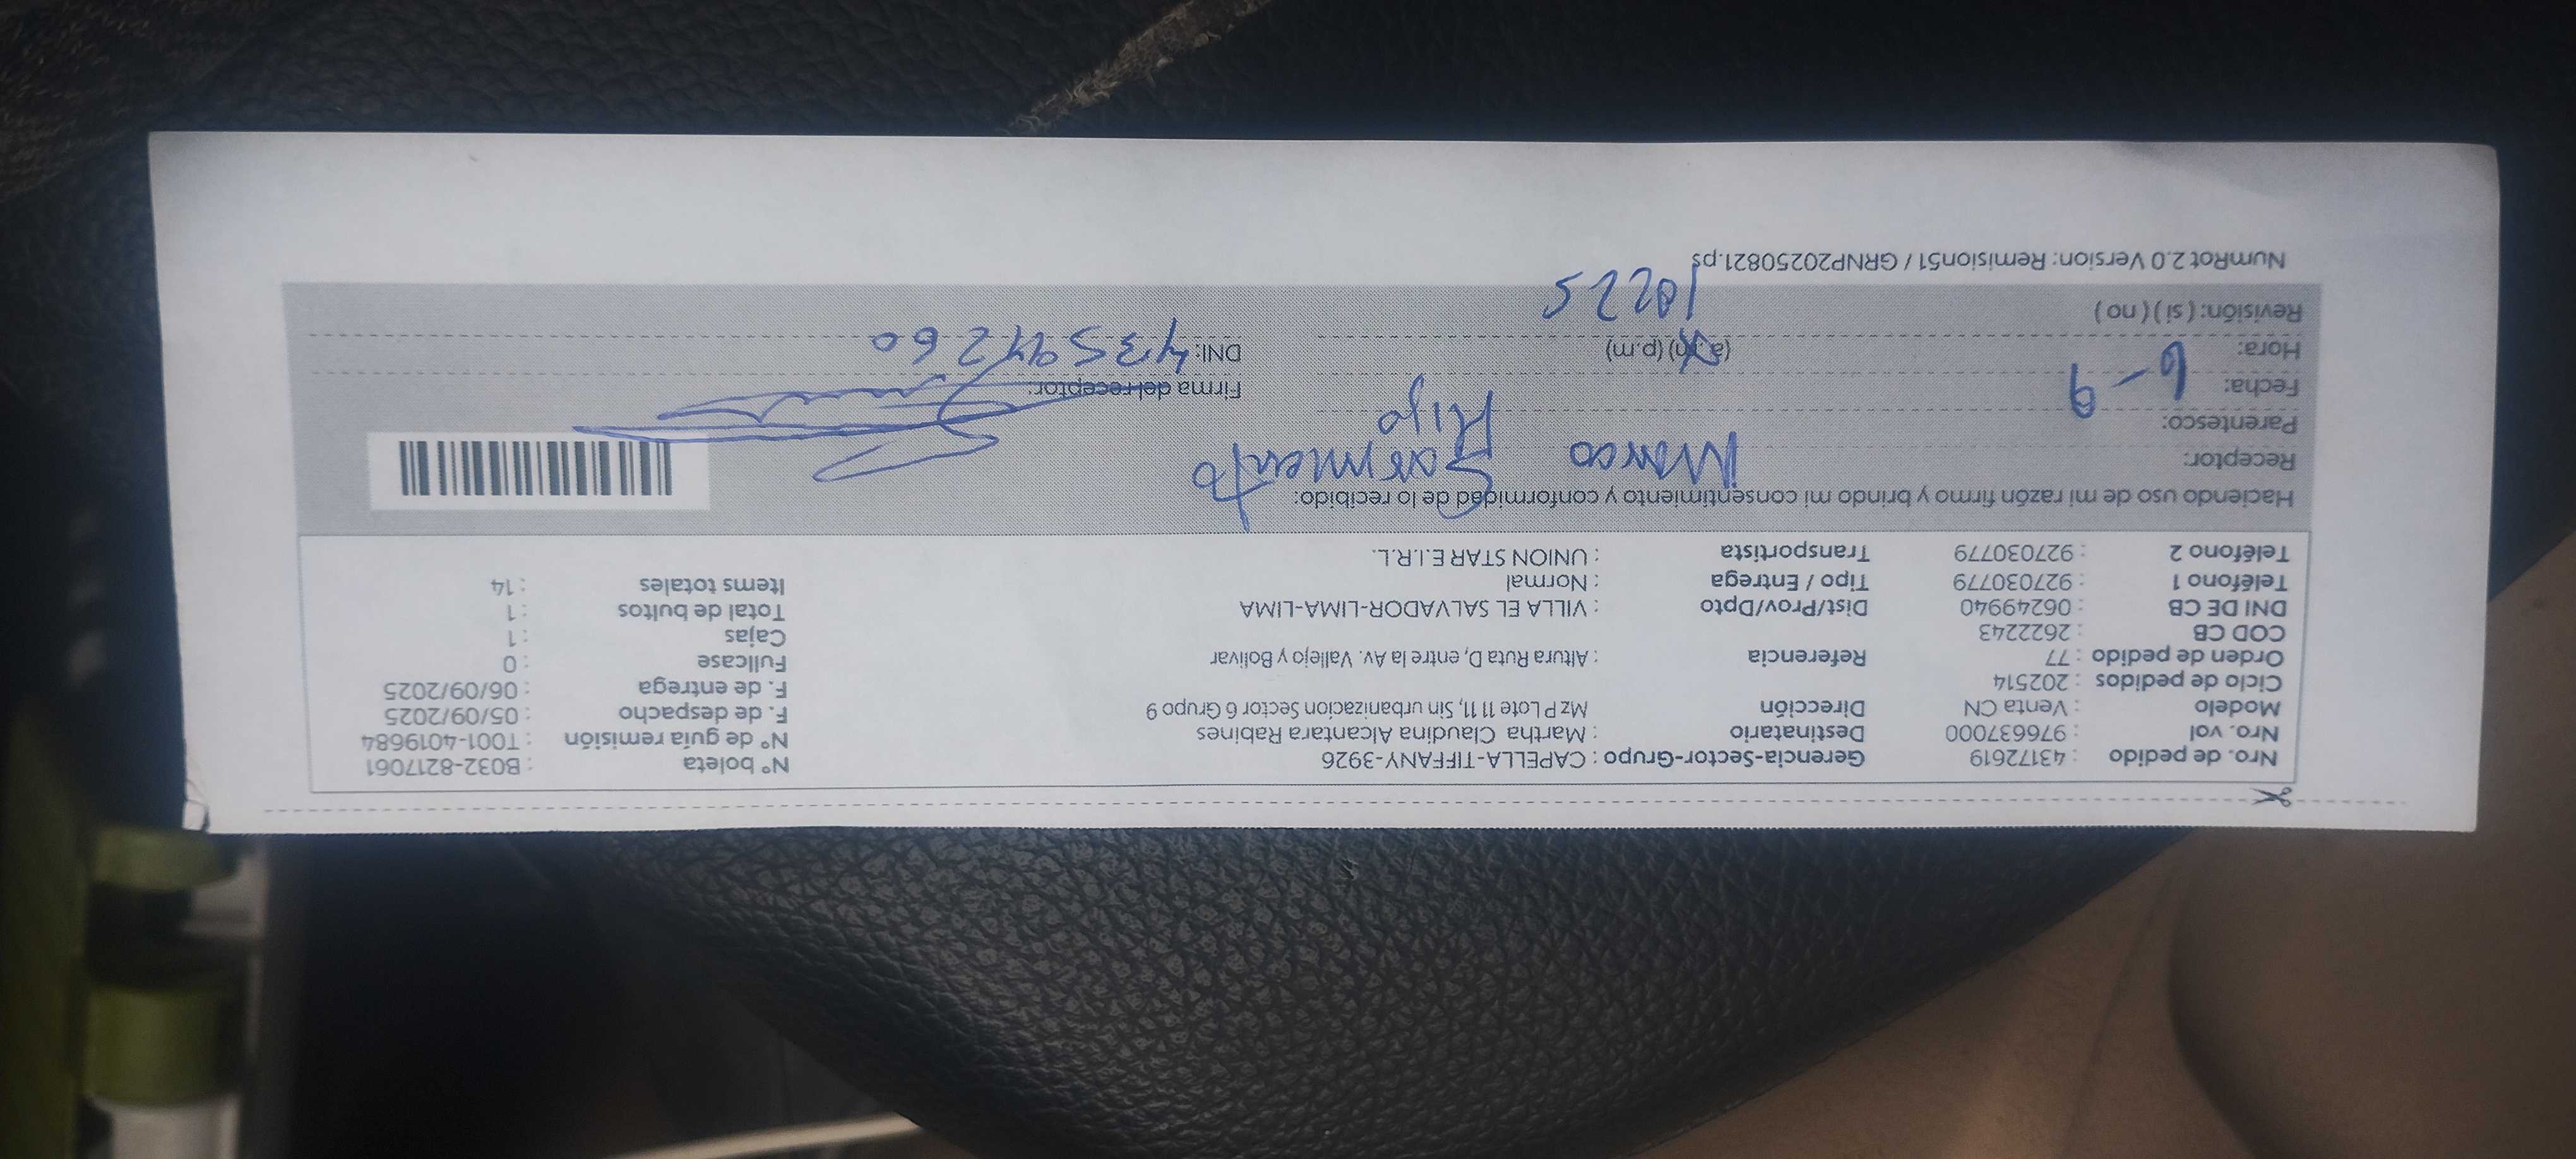 Nro. de pedido : 43172619 Gerencia-Sector-Grupo : CAPELLA-TIFFANY-3926 N° boleta : B032-8217061
Nro. vol : 976637000 Destinatario : Martha Claudina Alcantara Rabines N° de guía remisión : T001-4019684
Modelo : Venta CN Dirección Mz P Lote 11 11, Sin urbanizacion Sector 6 Grupo 9 F. de despacho : 05/09/2025
Ciclo de pedidos : 202514 F. de entrega : 06/09/2025
Orden de pedido : 77 Referencia : Altura Ruta D, entre la Av. Vallejo y Bolivar Fullcase : 0
COD CB : 2622243 Cajas : 1
DNI DE CB : 06249940 Dist/Prov/Dpto : VILLA EL SALVADOR-LIMA-LIMA Total de bultos : 1
Teléfono 1 : 927030779 Tipo / Entrega : Normal Items totales : 14
Teléfono 2 : 927030779 Transportista : UNION STAR E.I.R.L.
Haciendo uso de mi razón firmo y brindo mi consentimiento y conformidad de lo recibido:
Receptor: Marco Sarmiento
Parentesco: Hijo
Fecha: 6-9 Firma del receptor:
Hora: (a.m) (p.m) DNI: 43594260
Revisión: ( si ) ( no )
NumRot 2.0 Version: Remision51 / GRNP20250821.ps